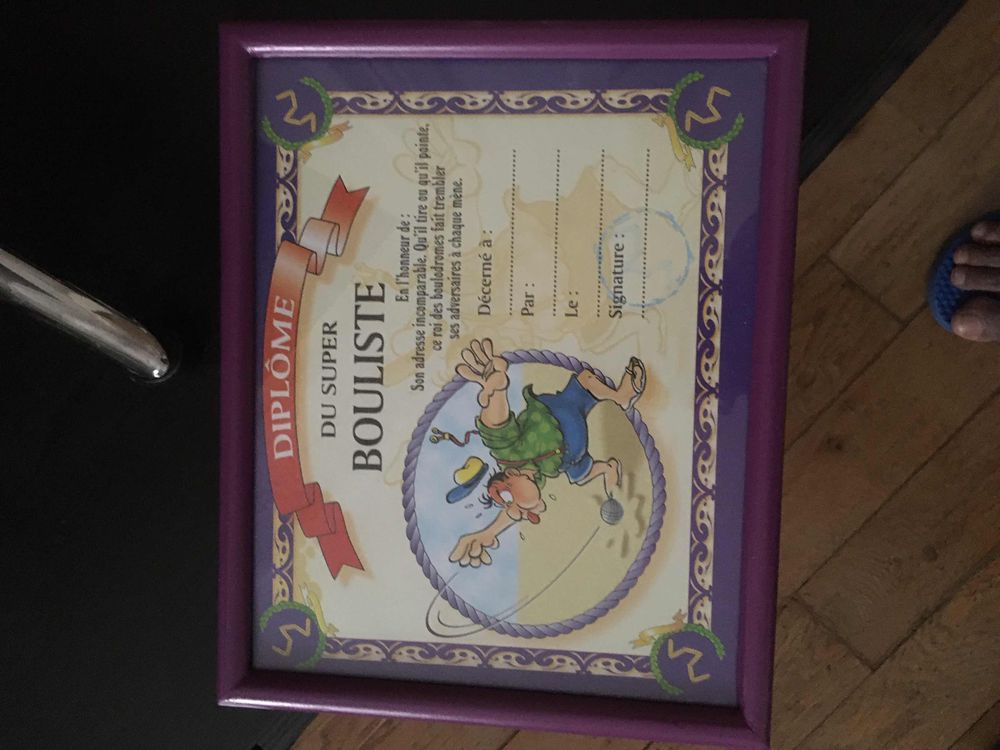 DIPLÔME
DU SUPER
BOULISTE
En l'honneur de :
Son adresse incomparable. Qu'il tire ou qu'il pointe,
ce roi des boulodromes fait trembler
ses adversaires à chaque mène.
Décerné à :
Par :
Le :
Signature :